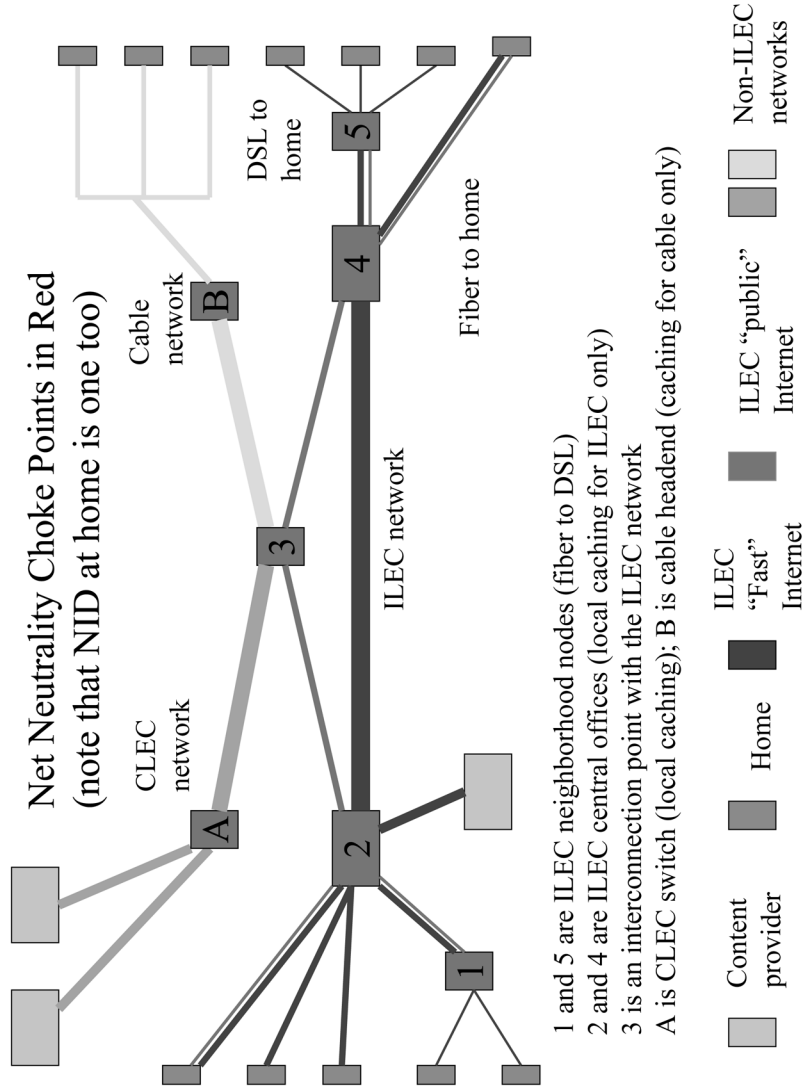 Net Neutrality Choke Points in Red
(note that NID at home is one too)
CLEC
network
Cable
network
A
B
3
DSL to
home
2
ILEC network
4
5
1
Fiber to home
1 and 5 are ILEC neighborhood nodes (fiber to DSL)
2 and 4 are ILEC central offices (local caching for ILEC only)
3 is an interconnection point with the ILEC network
A is CLEC switch (local caching); B is cable headend (caching for cable only)
Content
provider
Home
ILEC
“Fast”
Internet
ILEC “public”
Internet
Non-ILEC
networks